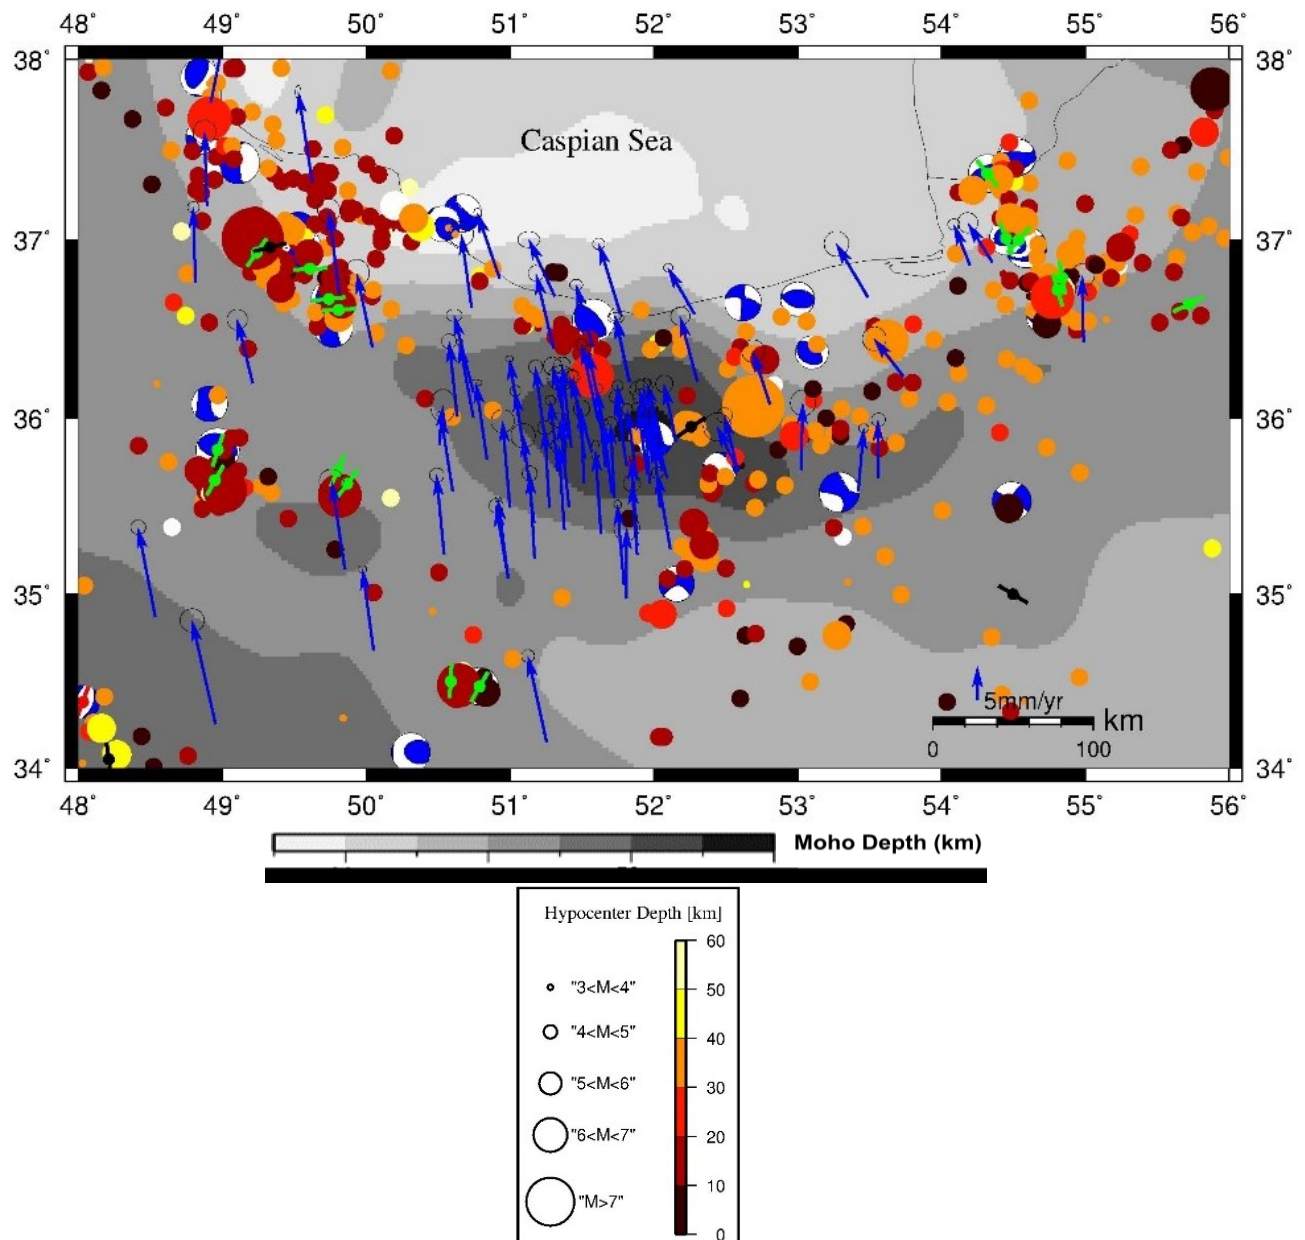 48° 49° 50° 51° 52° 53° 54° 55° 56°
38° 38°
Caspian Sea
37° 37°
36° 36°
35° 35°
5mm/yr
km
0 100
34° 34°
48° 49° 50° 51° 52° 53° 54° 55° 56°
Moho Depth (km)
Hypocenter Depth [km]
60
"3<M<4"
50
"4<M<5"
40
"5<M<6"
30
"6<M<7"
20
"M>7"
10
0